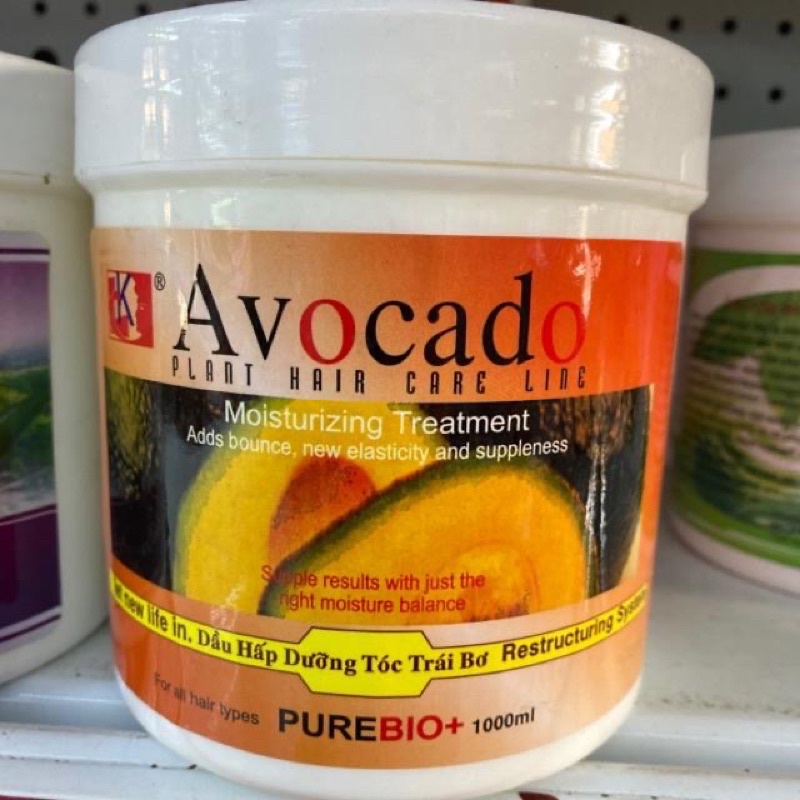 K ®
Avocado
PLANT HAIR CARE LINE
Moisturizing Treatment
Adds bounce, new elasticity and suppleness
Supple results with just the
right moisture balance
new life in. Dầu Hấp Dưỡng Tóc Trái Bơ Restructuring System
For all hair types PUREBIO+ 1000ml